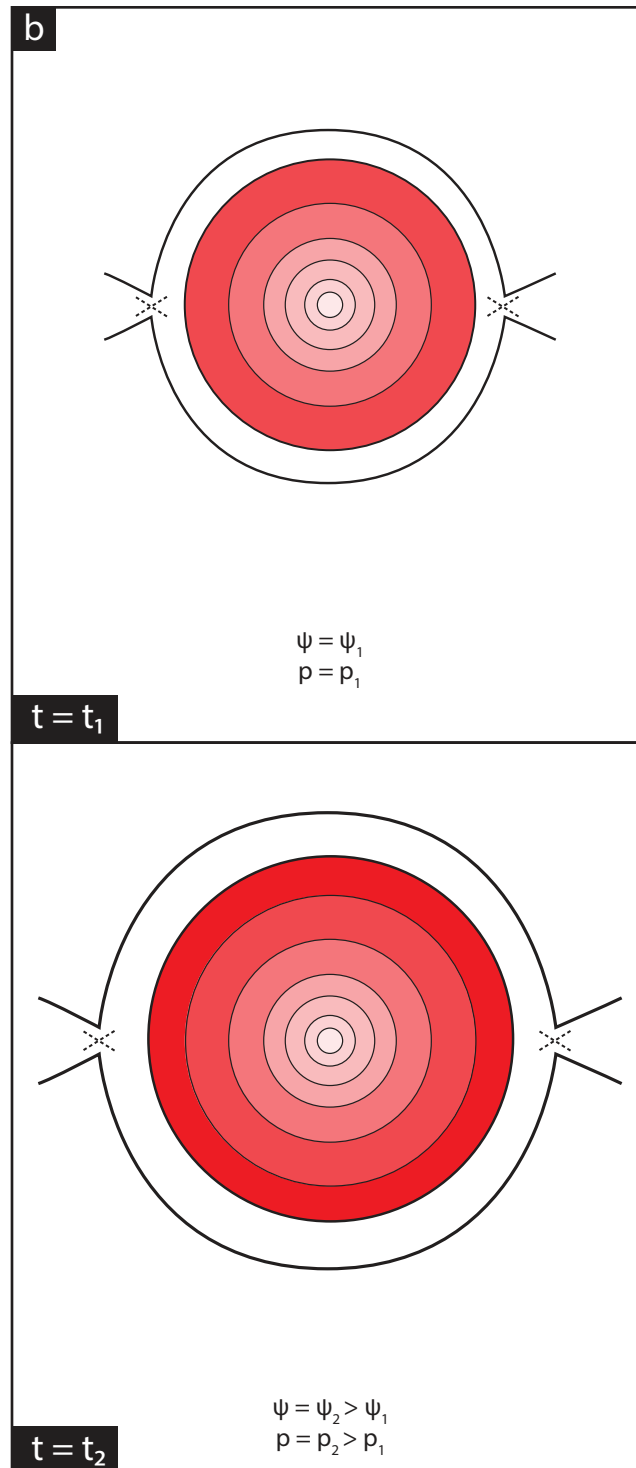 b
ψ = ψ₁
p = p₁
t = t₁
ψ = ψ₂ > ψ₁
p = p₂ > p₁
t = t₂